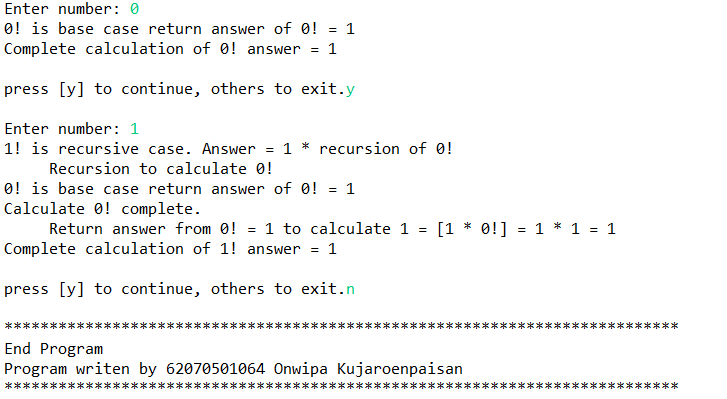 Enter number: 0
0! is base case return answer of 0! = 1
Complete calculation of 0! answer = 1
press [y] to continue, others to exit.y
Enter number: 1
1! is recursive case. Answer = 1 * recursion of 0!
Recursion to calculate 0!
0! is base case return answer of 0! = 1
Calculate 0! complete.
Return answer from 0! = 1 to calculate 1 = [1 * 0!] = 1 * 1 = 1
Complete calculation of 1! answer = 1
press [y] to continue, others to exit.n
***************************************************************************
End Program
Program writen by 62070501064 Onwipa Kujaroenpaisan
***************************************************************************